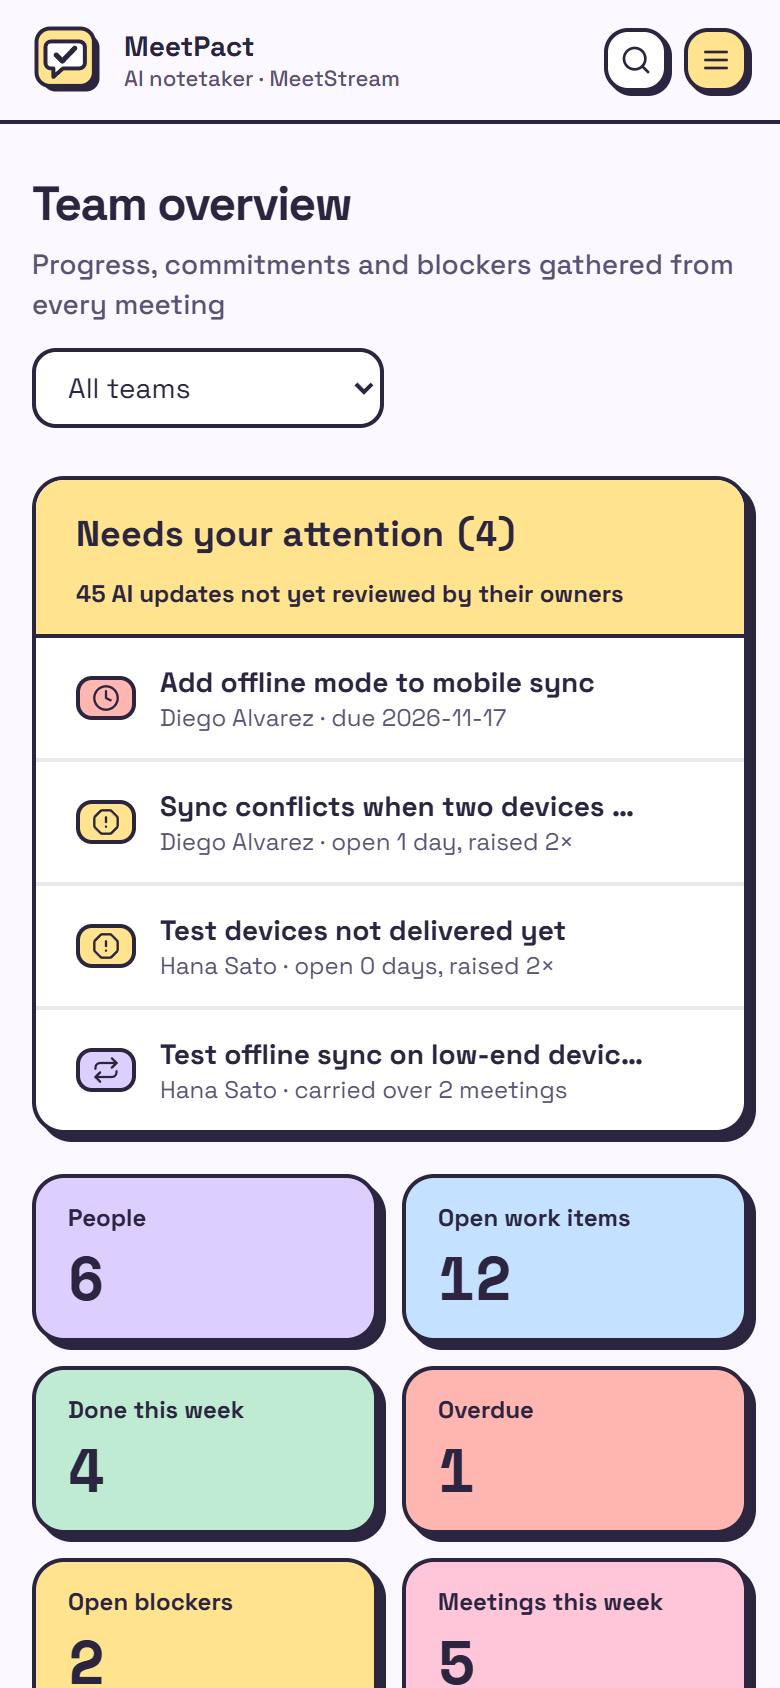 MeetPact
AI notetaker · MeetStream
Team overview
Progress, commitments and blockers gathered from
every meeting
All teams
Needs your attention (4)
45 AI updates not yet reviewed by their owners
Add offline mode to mobile sync
Diego Alvarez · due 2026-11-17
Sync conflicts when two devices ...
Diego Alvarez · open 1 day, raised 2×
Test devices not delivered yet
Hana Sato · open 0 days, raised 2×
Test offline sync on low-end devic...
Hana Sato · carried over 2 meetings
People
6
Open work items
12
Done this week
4
Overdue
1
Open blockers
2
Meetings this week
5